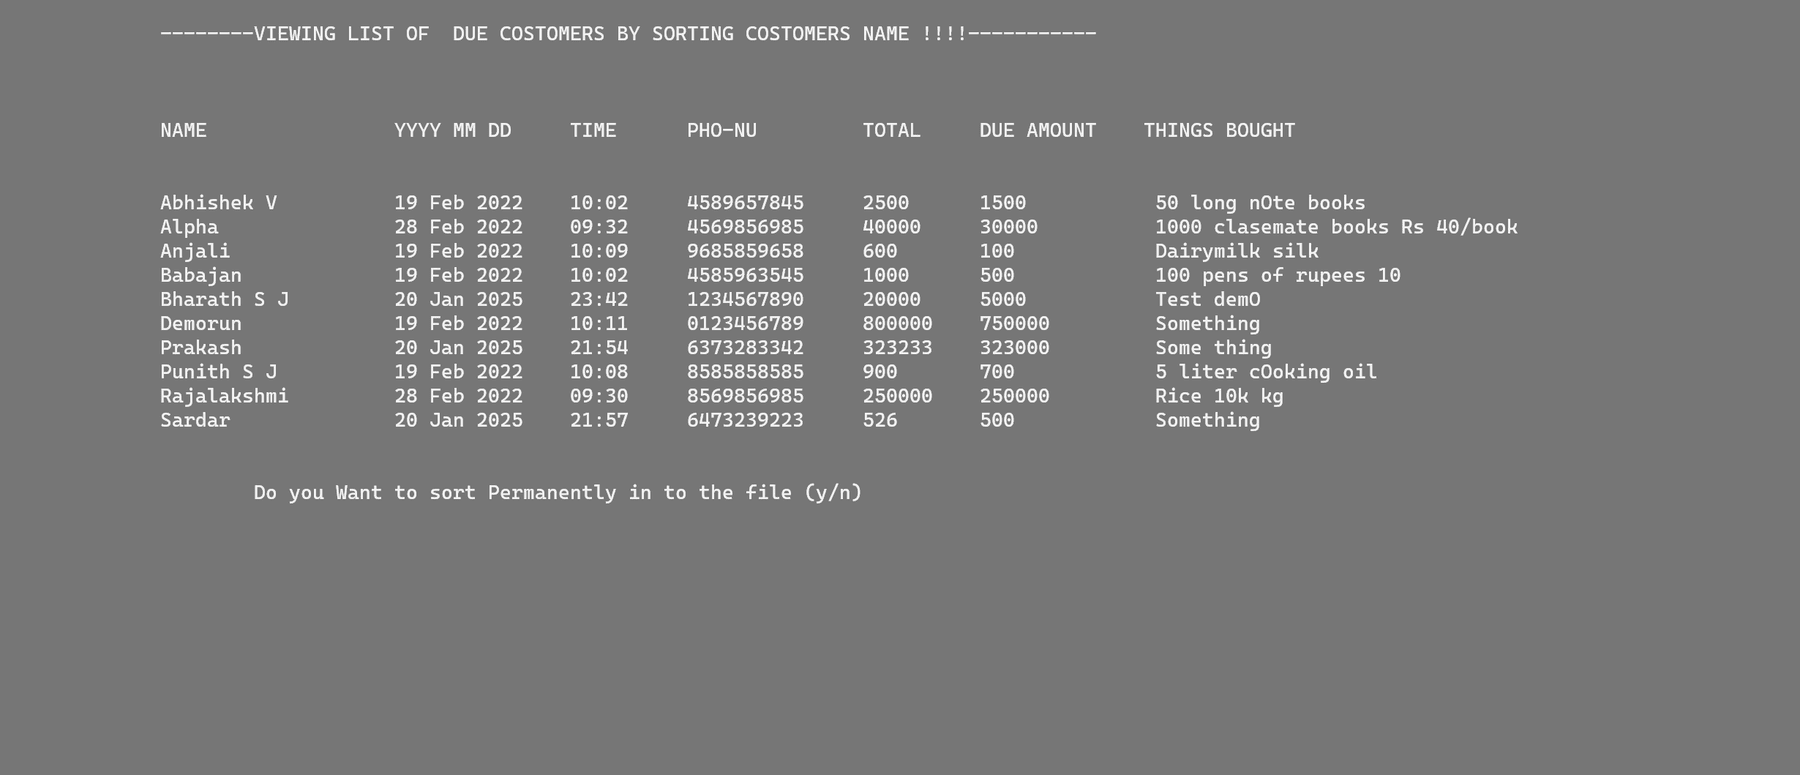 --------VIEWING LIST OF  DUE COSTOMERS BY SORTING COSTOMERS NAME !!!!-----------
NAME                YYYY MM DD     TIME      PHO-NU         TOTAL     DUE AMOUNT    THINGS BOUGHT
Abhishek V          19 Feb 2022    10:02     4589657845     2500      1500           50 long nOte books
Alpha               28 Feb 2022    09:32     4569856985     40000     30000          1000 clasemate books Rs 40/book
Anjali              19 Feb 2022    10:09     9685859658     600       100            Dairymilk silk
Babajan             19 Feb 2022    10:02     4585963545     1000      500            100 pens of rupees 10
Bharath S J         20 Jan 2025    23:42     1234567890     20000     5000           Test demO
Demorun             19 Feb 2022    10:11     0123456789     800000    750000         Something
Prakash             20 Jan 2025    21:54     6373283342     323233    323000         Some thing
Punith S J          19 Feb 2022    10:08     8585858585     900       700            5 liter cOoking oil
Rajalakshmi         28 Feb 2022    09:30     8569856985     250000    250000         Rice 10k kg
Sardar              20 Jan 2025    21:57     6473239223     526       500            Something
Do you Want to sort Permanently in to the file (y/n)